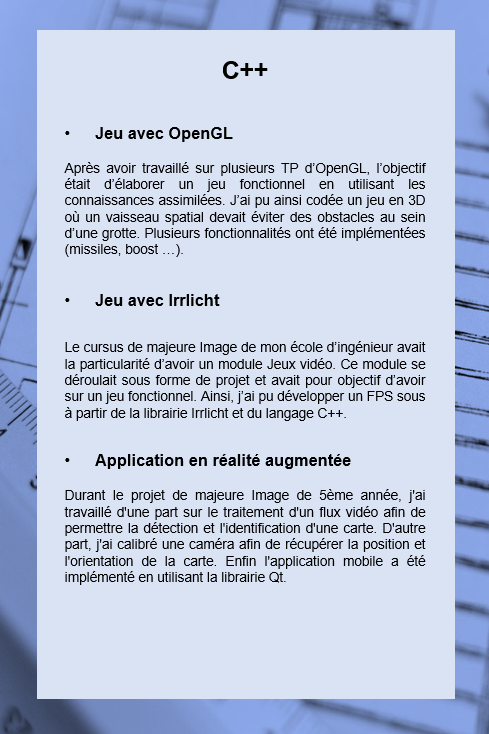 C++
• Jeu avec OpenGL
Après avoir travaillé sur plusieurs TP d’OpenGL, l’objectif
était d’élaborer un jeu fonctionnel en utilisant les
connaissances assimilées. J’ai pu ainsi codée un jeu en 3D
où un vaisseau spatial devait éviter des obstacles au sein
d’une grotte. Plusieurs fonctionnalités ont été implémentées
(missiles, boost …).
• Jeu avec Irrlicht
Le cursus de majeure Image de mon école d’ingénieur avait
la particularité d’avoir un module Jeux vidéo. Ce module se
déroulait sous forme de projet et avait pour objectif d’avoir
sur un jeu fonctionnel. Ainsi, j’ai pu développer un FPS sous
à partir de la librairie Irrlicht et du langage C++.
• Application en réalité augmentée
Durant le projet de majeure Image de 5ème année, j'ai
travaillé d'une part sur le traitement d'un flux vidéo afin de
permettre la détection et l'identification d'une carte. D'autre
part, j'ai calibré une caméra afin de récupérer la position et
l'orientation de la carte. Enfin l'application mobile a été
implémenté en utilisant la librairie Qt.